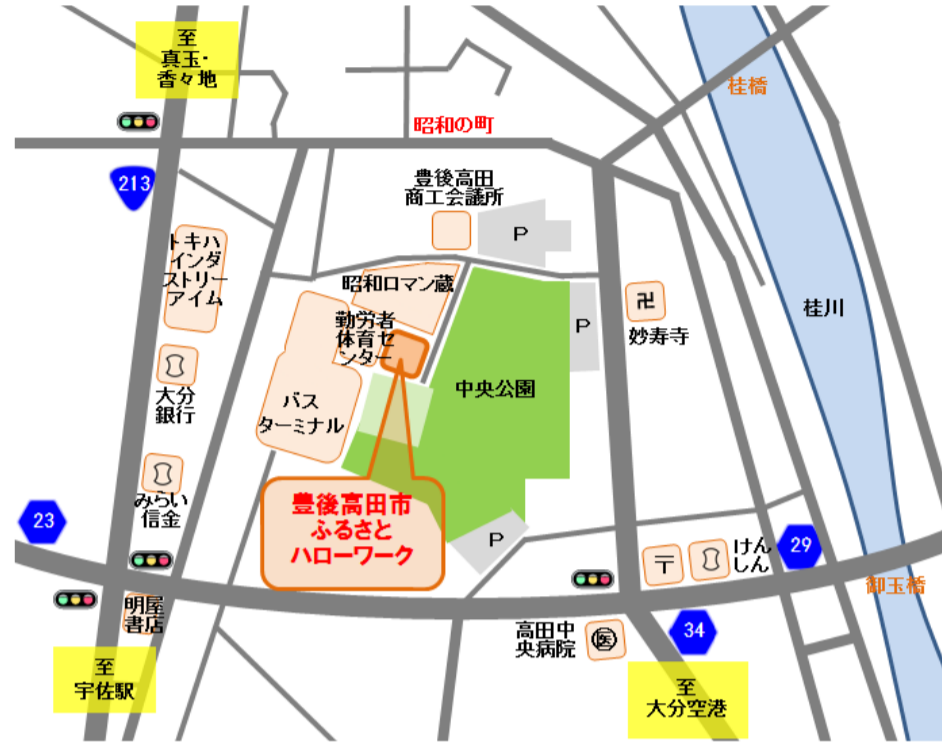 至
真玉・
香々地
桂橋
昭和の町
213
豊後高田
商工会議所
P
トキハ
インダ
ストリー
アイム
昭和ロマン蔵
卍
妙寿寺
桂川
勤労者
体育セ
ンター
P
大分
銀行
中央公園
バス
ターミナル
みらい
信金
豊後高田市
ふるさと
ハローワーク
23
P
けん
しん
29
〒
御玉橋
明屋
書店
高田中
央病院
医
34
至
宇佐駅
至
大分空港